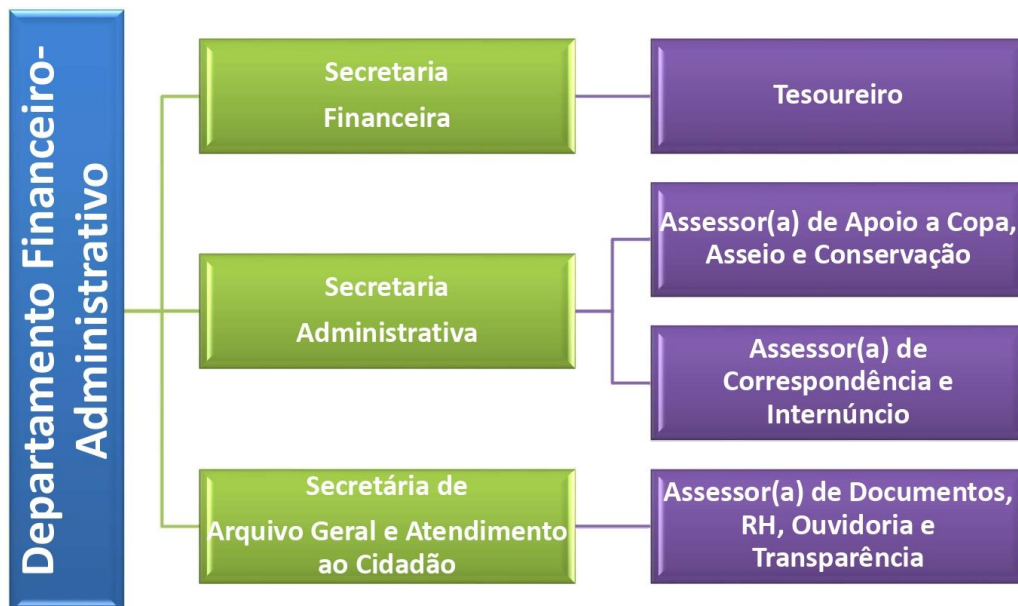 Departamento Financeiro-
Administrativo
Secretaria
Financeira
Tesoureiro
Secretaria
Administrativa
Assessor(a) de Apoio a Copa,
Asseio e Conservação
Assessor(a) de
Correspondência e
Internúncio
Secretária de
Arquivo Geral e Atendimento
ao Cidadão
Assessor(a) de Documentos,
RH, Ouvidoria e
Transparência